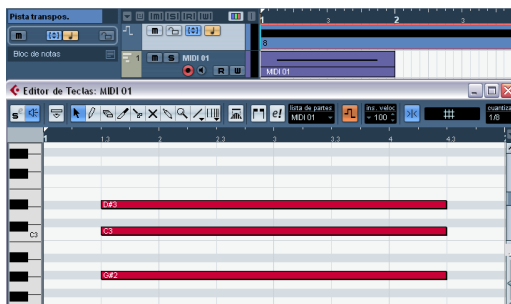 Pista transpos.
M S R W
1 3 2 3
m
m
8
Bloc de notas
1 m S MIDI 01
R W
MIDI 01
Editor de Teclas: MIDI 01
S e! lista de partes ins. veloc cuantiza
MIDI 01 100 1/8
1 1.3 2 2.3 3 3.3 4 4.3
D#3
C3 C3
G#2